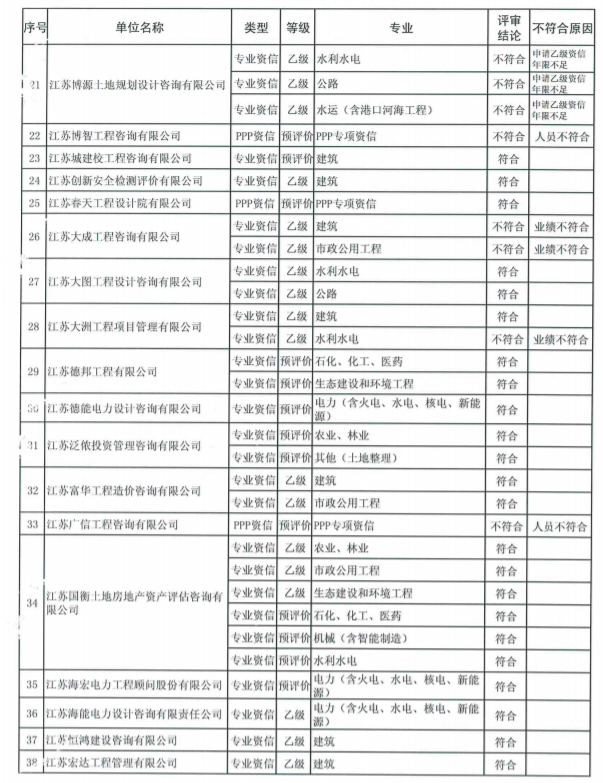 序号 单位名称 类型 等级 专业 评审结论 不符合原因
21 江苏博源土地规划设计咨询有限公司 专业资信 乙级 水利水电 不符合 申请乙级资信年限不足
专业资信 乙级 公路 不符合 申请乙级资信年限不足
专业资信 乙级 水运（含港口河海工程） 不符合 申请乙级资信年限不足
22 江苏博智工程咨询有限公司 PPP资信 预评价 PPP专项资信 不符合 人员不符合
23 江苏城建校工程咨询有限公司 专业资信 预评价 建筑 符合
24 江苏创新安全检测评价有限公司 专业资信 乙级 建筑 符合
25 江苏春天工程设计院有限公司 PPP资信 预评价 PPP专项资信 符合
26 江苏大成工程咨询有限公司 专业资信 乙级 建筑 不符合 业绩不符合
专业资信 乙级 市政公用工程 不符合 业绩不符合
27 江苏大图工程设计咨询有限公司 专业资信 乙级 水利水电 符合
专业资信 乙级 公路 符合
28 江苏大洲工程项目管理有限公司 专业资信 乙级 建筑 符合
专业资信 乙级 水利水电 不符合 业绩不符合
29 江苏德邦工程有限公司 专业资信 预评价 石化、化工、医药 符合
专业资信 预评价 生态建设和环境工程 符合
30 江苏德能电力设计咨询有限公司 专业资信 预评价 电力（含火电、水电、核电、新能源） 符合
31 江苏泛侬投资管理咨询有限公司 专业资信 预评价 农业、林业 符合
专业资信 预评价 其他（土地整理） 符合
32 江苏富华工程造价咨询有限公司 专业资信 乙级 建筑 符合
专业资信 乙级 市政公用工程 符合
33 江苏广信工程咨询有限公司 PPP资信 预评价 PPP专项资信 不符合 人员不符合
34 江苏国衡土地房地产资产评估咨询有限公司 专业资信 乙级 农业、林业 符合
专业资信 乙级 市政公用工程 符合
专业资信 乙级 生态建设和环境工程 符合
专业资信 预评价 石化、化工、医药 符合
专业资信 预评价 机械（含智能制造） 符合
专业资信 预评价 水利水电 符合
35 江苏海宏电力工程顾问股份有限公司 专业资信 预评价 电力（含火电、水电、核电、新能源） 符合
36 江苏海能电力设计咨询有限责任公司 专业资信 乙级 电力（含火电、水电、核电、新能源） 符合
37 江苏恒鸿建设咨询有限公司 专业资信 乙级 建筑 符合
38 江苏宏达工程管理有限公司 专业资信 乙级 建筑 符合